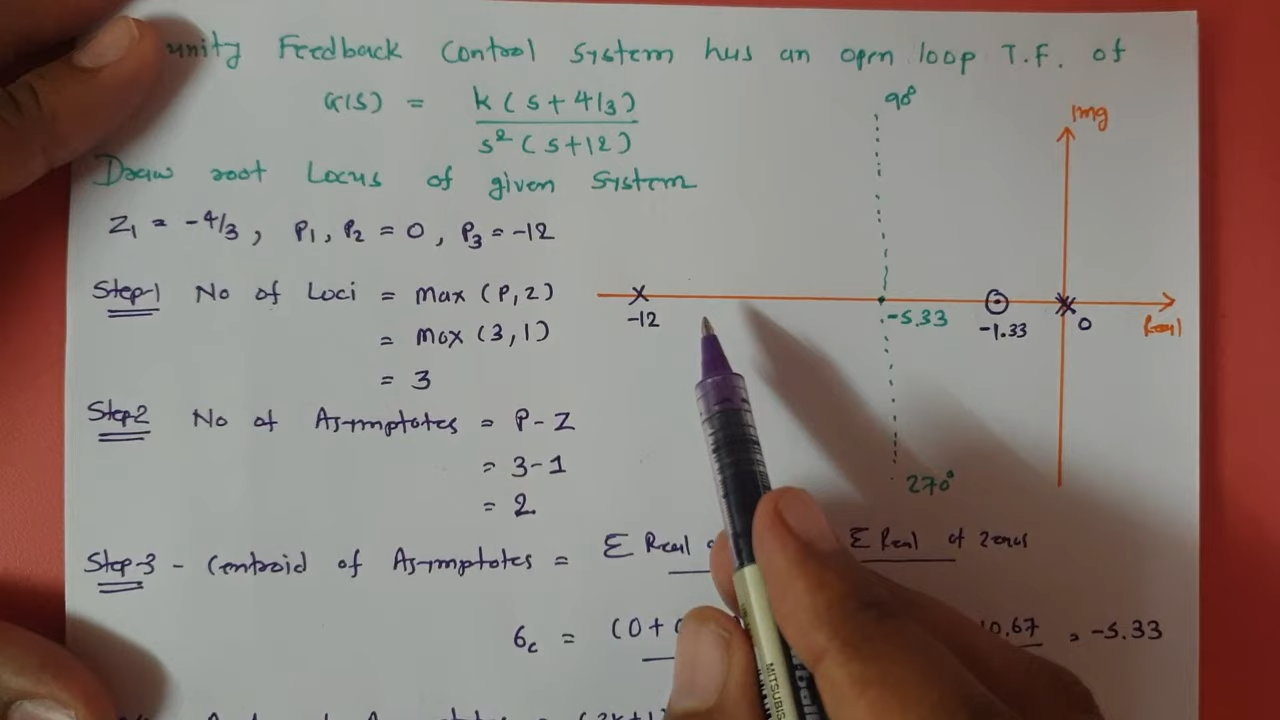 unity Feedback Control System has an open loop T.F. of
G(S) = k(s+4/3)
s²(s+12)
Draw root Locus of given System
Z₁ = -4/3, P₁, P₂ = 0, P₃ = -12
Step-1 No of Loci = max (P,Z)
= max (3,1)
= 3
Step2 No of Asymptotes = P-Z
= 3-1
= 2
Step-3 - Centroid of Asymptotes = Σ Real Σ Real of Zeros
6c = (0+ 10.67 = -5.33
90°
Img
-12
-5.33
-1.33
0
Real
270°
MITSUBIS